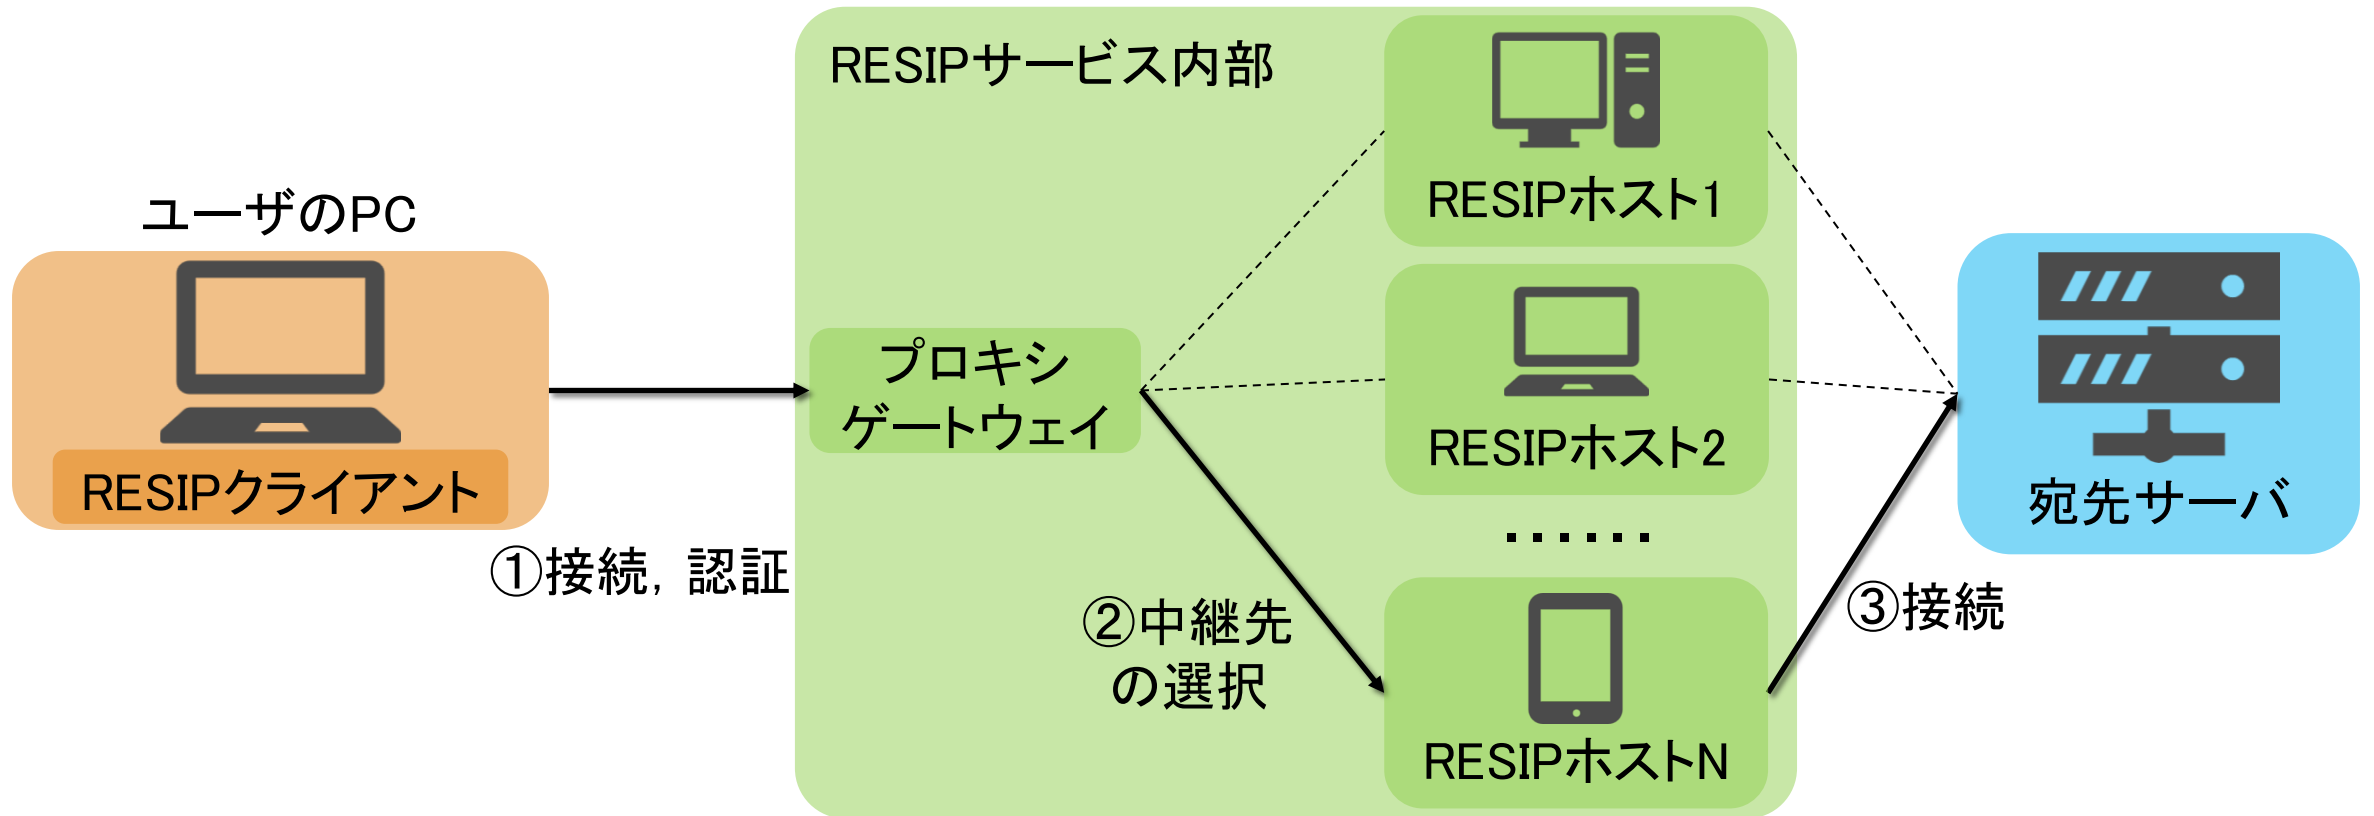 RESIPサービス内部
RESIPホスト1
ユーザのPC
プロキシ
ゲートウェイ
RESIPホスト2
RESIPクライアント
宛先サーバ
......
①接続, 認証
②中継先
の選択
③接続
RESIPホストN